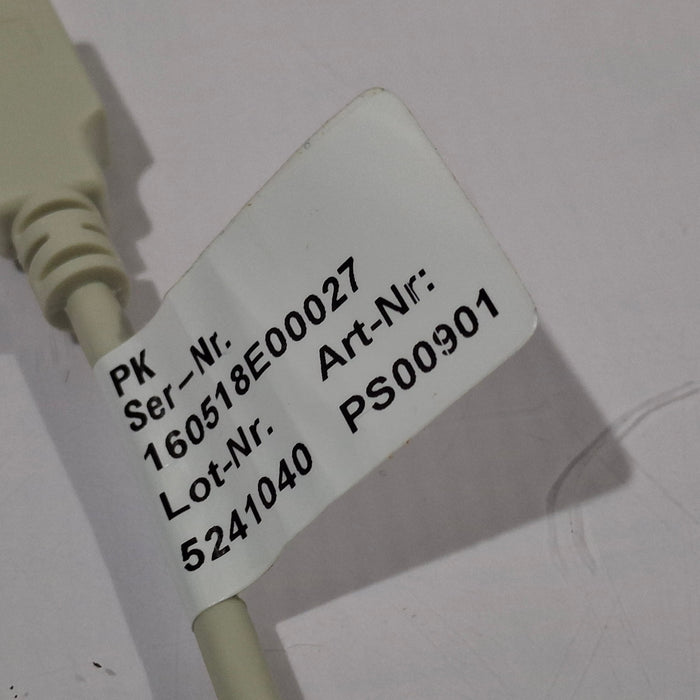 PK
Ser-Nr.
160518E00027
Lot-Nr. Art-Nr:
5241040 PS00901